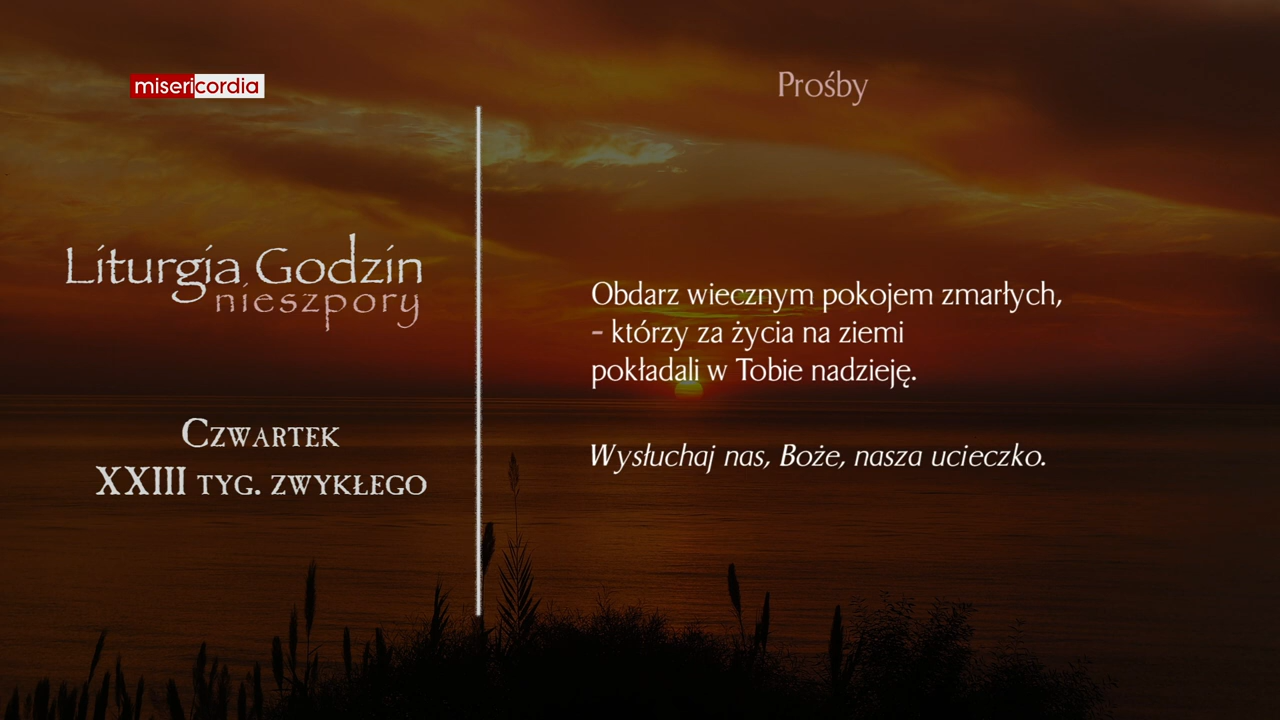 misericordia
Liturgia Godzin
nieszpory
Czwartek
XXIII tyg. zwykłego
Prośby
Obdarz wiecznym pokojem zmarłych,
- którzy za życia na ziemi
pokładali w Tobie nadzieję.
Wysłuchaj nas, Boże, nasza ucieczko.